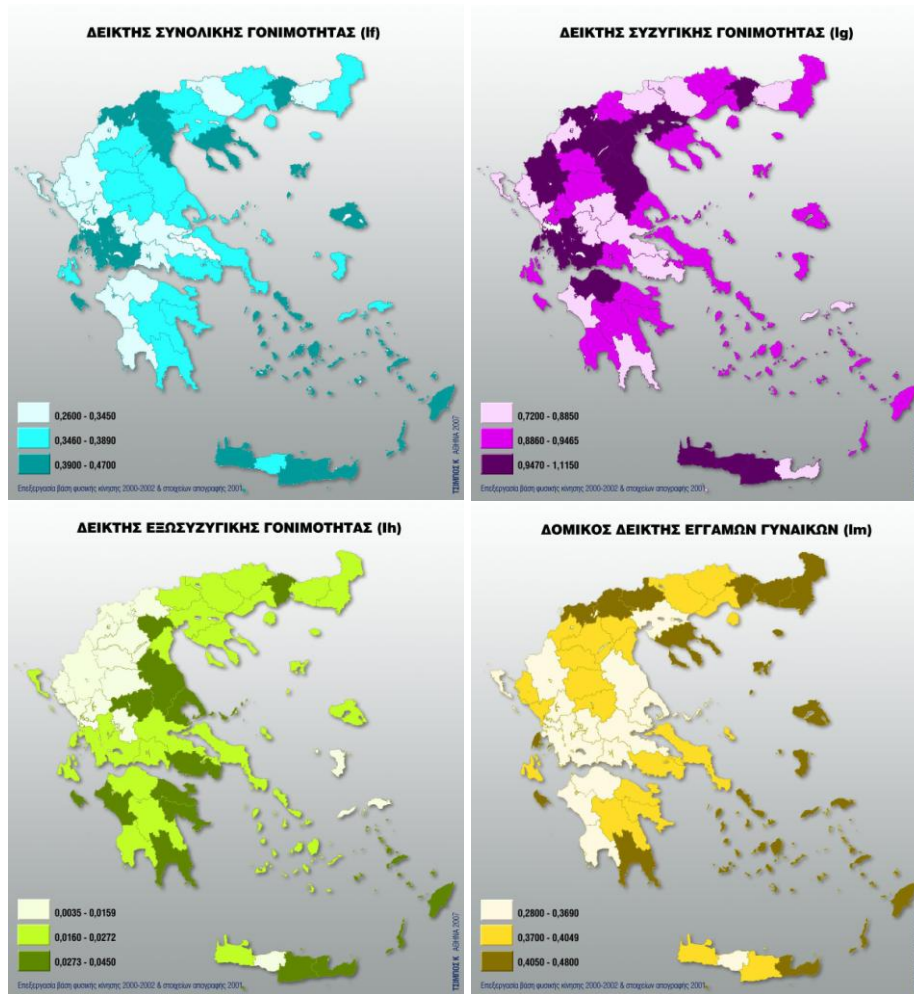 ΔΕΙΚΤΗΣ ΣΥΝΟΛΙΚΗΣ ΓΟΝΙΜΟΤΗΤΑΣ (If)
0,2600 - 0,3450
0,3460 - 0,3890
0,3900 - 0,4700
Επεξεργασία βάση φυσικής κίνησης 2000-2002 & στοιχείων απογραφής 2001
ΤΣΙΜΠΟΣ Κ ΑΘΗΝΑ 2007
ΔΕΙΚΤΗΣ ΣΥΖΥΓΙΚΗΣ ΓΟΝΙΜΟΤΗΤΑΣ (Ig)
0,7200 - 0,8850
0,8860 - 0,9465
0,9470 - 1,1150
Επεξεργασία βάση φυσικής κίνησης 2000-2002 & στοιχείων απογραφής 2001
ΔΕΙΚΤΗΣ ΕΞΩΣΥΖΥΓΙΚΗΣ ΓΟΝΙΜΟΤΗΤΑΣ (Ih)
0,0035 - 0,0159
0,0160 - 0,0272
0,0273 - 0,0450
Επεξεργασία βάση φυσικής κίνησης 2000-2002 & στοιχείων απογραφής 2001
ΤΣΙΜΠΟΣ Κ ΑΘΗΝΑ 2007
ΔΟΜΙΚΟΣ ΔΕΙΚΤΗΣ ΕΓΓΑΜΩΝ ΓΥΝΑΙΚΩΝ (Im)
0,2800 - 0,3690
0,3700 - 0,4049
0,4050 - 0,4800
Επεξεργασία βάση φυσικής κίνησης 2000-2002 & στοιχείων απογραφής 2001